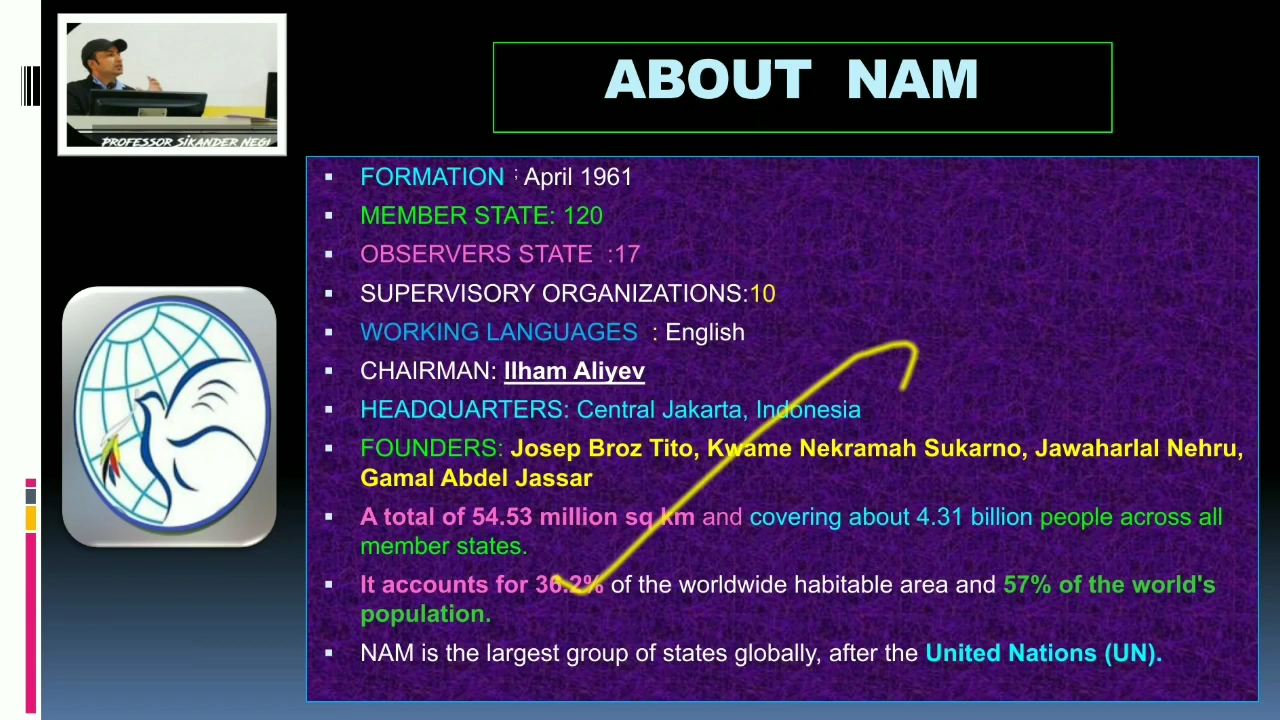 PROFESSOR SIKANDER NEGI
ABOUT NAM
FORMATION ; April 1961
MEMBER STATE: 120
OBSERVERS STATE :17
SUPERVISORY ORGANIZATIONS:10
WORKING LANGUAGES : English
CHAIRMAN: Ilham Aliyev
HEADQUARTERS: Central Jakarta, Indonesia
FOUNDERS: Josep Broz Tito, Kwame Nekramah Sukarno, Jawaharlal Nehru,
Gamal Abdel Jassar
A total of 54.53 million sq km and covering about 4.31 billion people across all
member states.
It accounts for 36.2% of the worldwide habitable area and 57% of the world's
population.
NAM is the largest group of states globally, after the United Nations (UN).